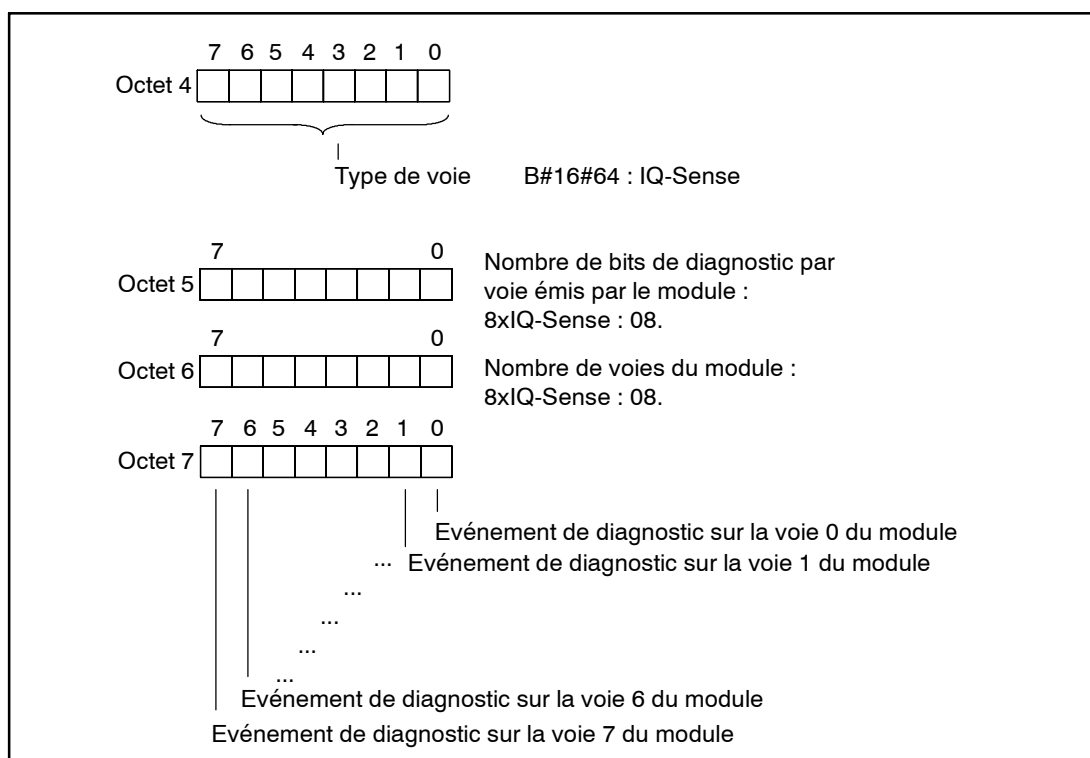 7 6 5 4 3 2 1 0
Octet 4
Type de voie B#16#64 : IQ-Sense
7 0
Octet 5
Nombre de bits de diagnostic par
voie émis par le module :
8xIQ-Sense : 08.
7 0
Octet 6
Nombre de voies du module :
8xIQ-Sense : 08.
7 6 5 4 3 2 1 0
Octet 7
Evénement de diagnostic sur la voie 0 du module
... Evénement de diagnostic sur la voie 1 du module
...
...
...
...
Evénement de diagnostic sur la voie 6 du module
Evénement de diagnostic sur la voie 7 du module